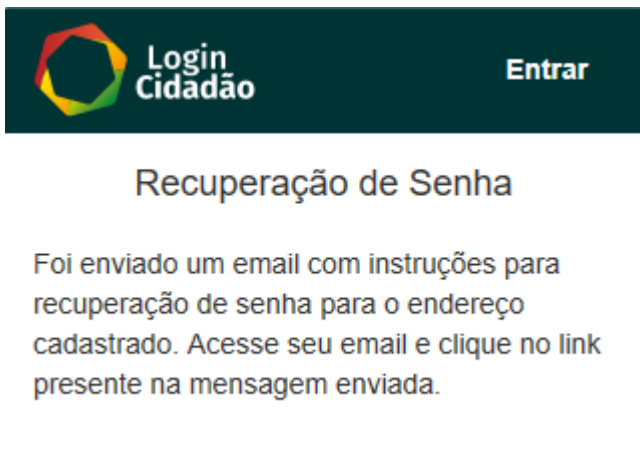 Login
Cidadão
Entrar
Recuperação de Senha
Foi enviado um email com instruções para
recuperação de senha para o endereço
cadastrado. Acesse seu email e clique no link
presente na mensagem enviada.